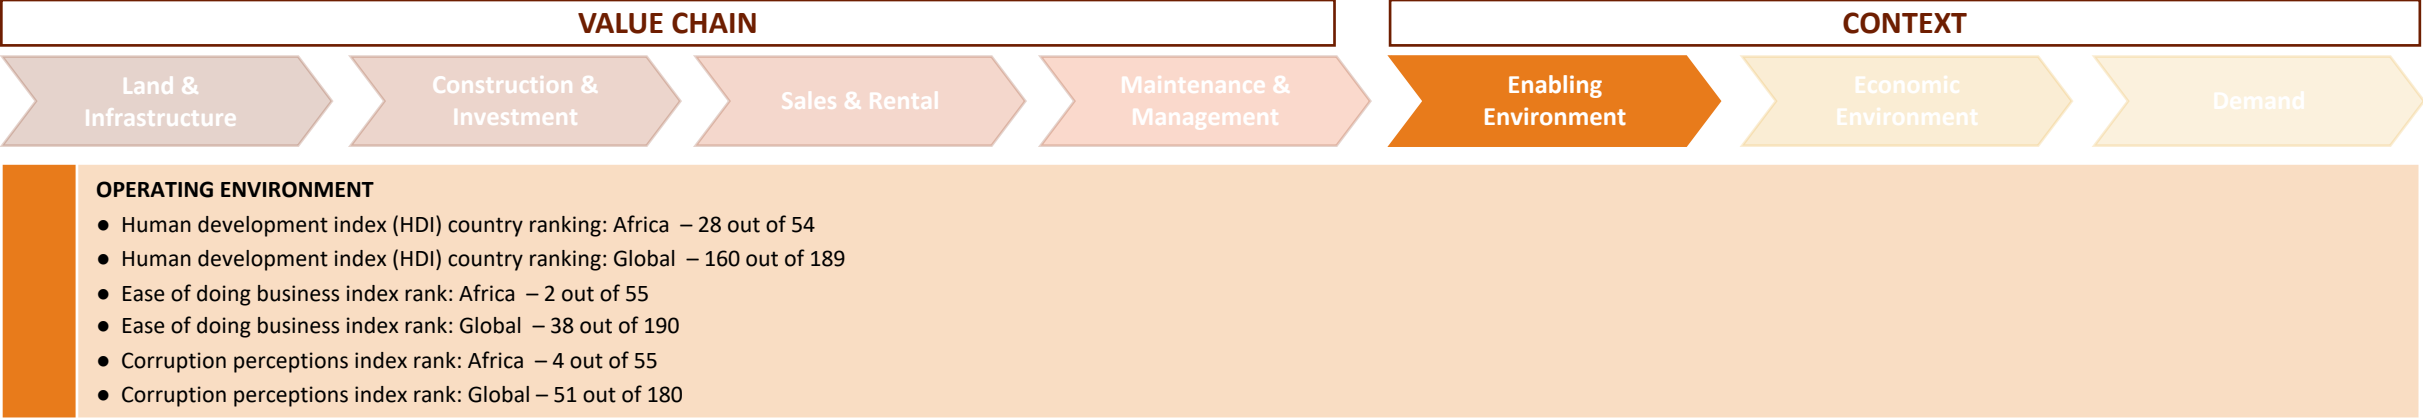 VALUE CHAIN
CONTEXT
Land &
Infrastructure
Construction &
Investment
Sales & Rental
Maintenance &
Management
Enabling
Environment
Economic
Environment
Demand
OPERATING ENVIRONMENT
● Human development index (HDI) country ranking: Africa – 28 out of 54
● Human development index (HDI) country ranking: Global – 160 out of 189
● Ease of doing business index rank: Africa – 2 out of 55
● Ease of doing business index rank: Global – 38 out of 190
● Corruption perceptions index rank: Africa – 4 out of 55
● Corruption perceptions index rank: Global – 51 out of 180